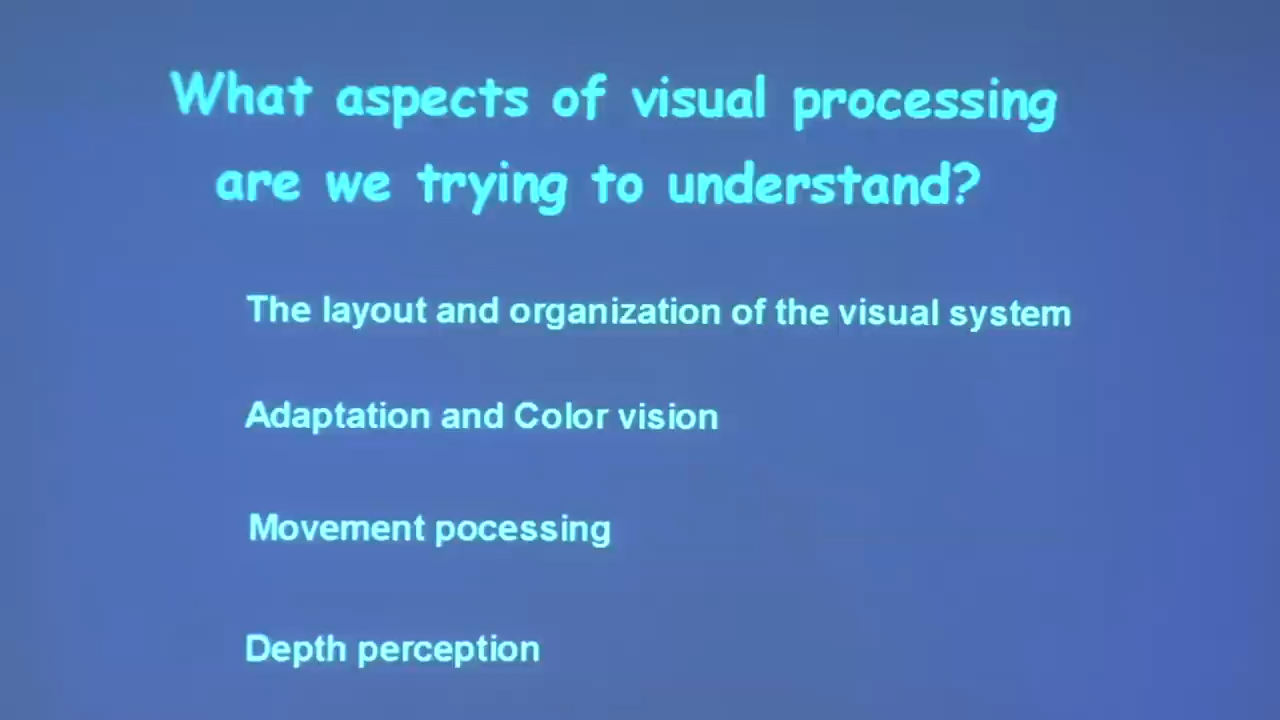 What aspects of visual processing
are we trying to understand?
The layout and organization of the visual system
Adaptation and Color vision
Movement pocessing
Depth perception